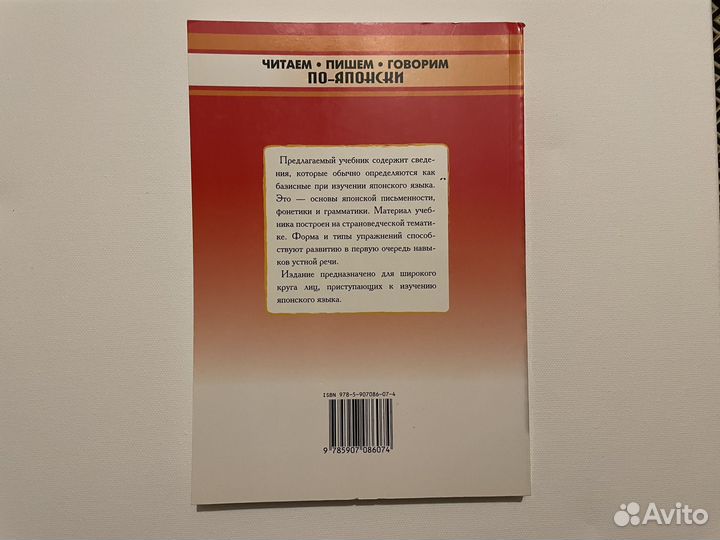 ЧИТАЕМ • ПИШЕМ • ГОВОРИМ
ПО-ЯПОНСКИ
Предлагаемый учебник содержит сведе-
ния, которые обычно определяются как
базисные при изучении японского языка.
Это — основы японской письменности,
фонетики и грамматики. Материал учеб-
ника построен на страноведческой темати-
ке. Форма и типы упражнений способ-
ствуют развитию в первую очередь навы-
ков устной речи.
Издание предназначено для широкого
круга лиц, приступающих к изучению
японского языка.
ISBN 978-5-907086-07-4
9 785907 086074
Avito